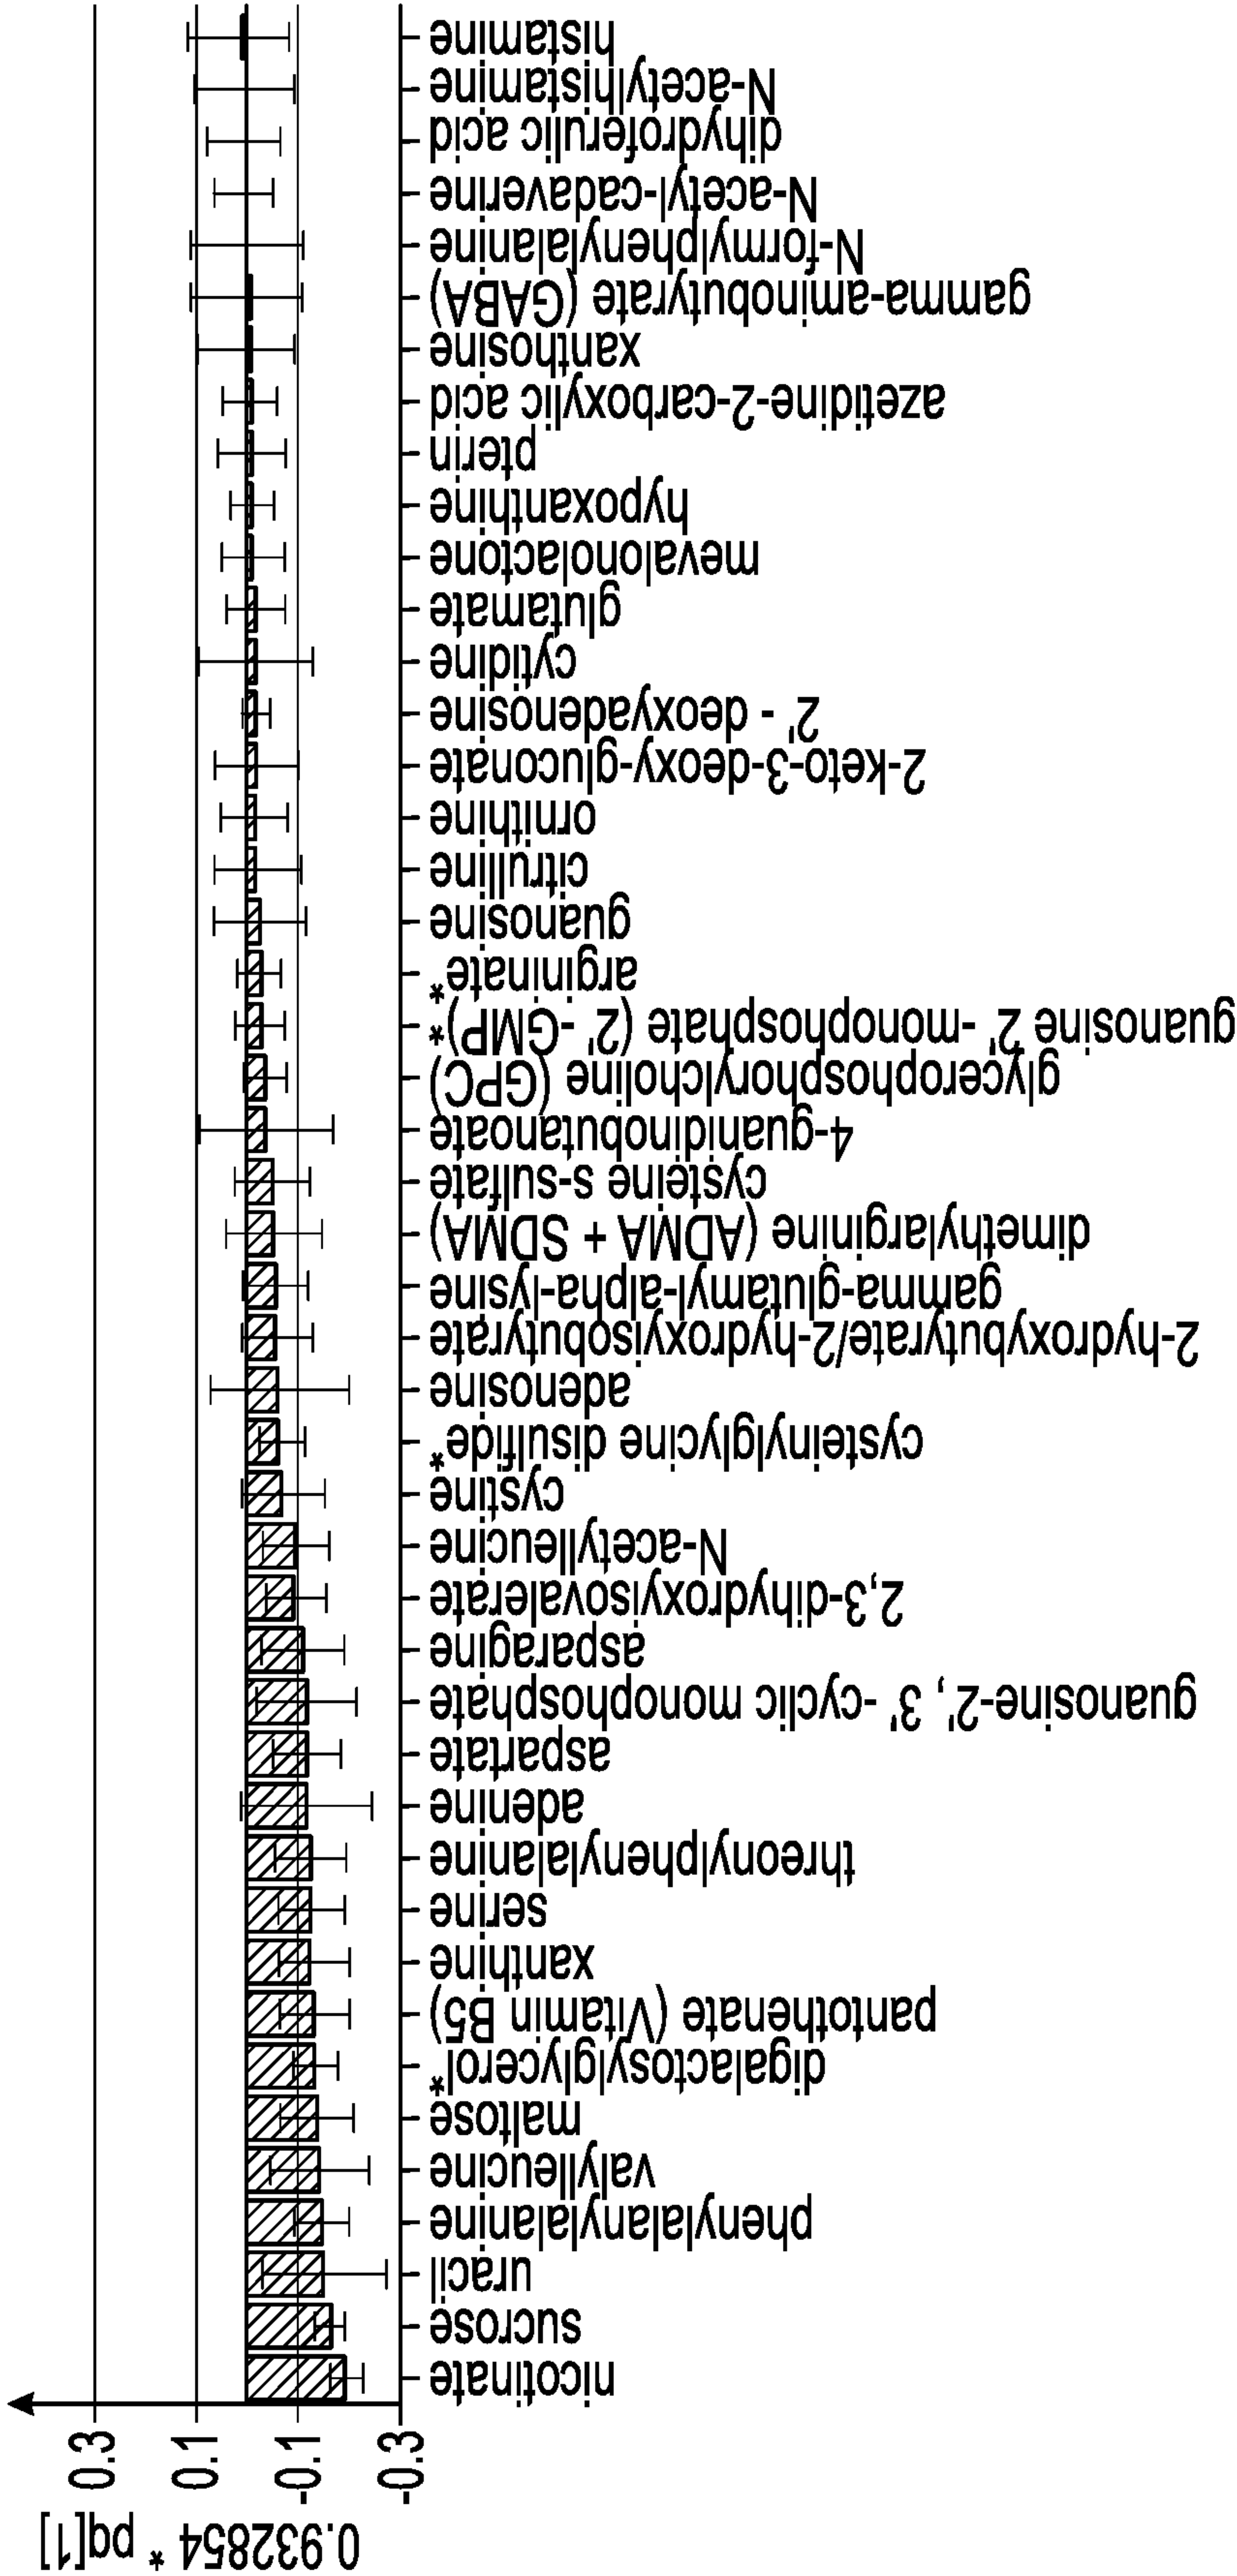 0.932854 * pq[1]
0.3
0.1
-0.1
-0.3
nicotinate
sucrose
uracil
phenylalanylalanine
valylleucine
maltose
digalactosylglycerol*
pantothenate (Vitamin B5)
xanthine
serine
threonylphenylalanine
adenine
aspartate
guanosine-2', 3' -cyclic monophosphate
asparagine
2,3-dihydroxyisovalerate
N-acetylleucine
cystine
cysteinylglycine disulfide*
adenosine
2-hydroxybutyrate/2-hydroxyisobutyrate
gamma-glutamyl-alpha-lysine
dimethylarginine (ADMA + SDMA)
cysteine s-sulfate
4-guanidinobutanoate
glycerophosphorylcholine (GPC)
guanosine 2' -monophosphate (2' -GMP)*
argininate*
guanosine
citrulline
ornithine
2-keto-3-deoxy-gluconate
2' - deoxyadenosine
cytidine
glutamate
mevalonolactone
hypoxanthine
pterin
azetidine-2-carboxylic acid
xanthosine
gamma-aminobutyrate (GABA)
N-formylphenylalanine
N-acetyl-cadaverine
dihydroferulic acid
N-acetylhistamine
histamine